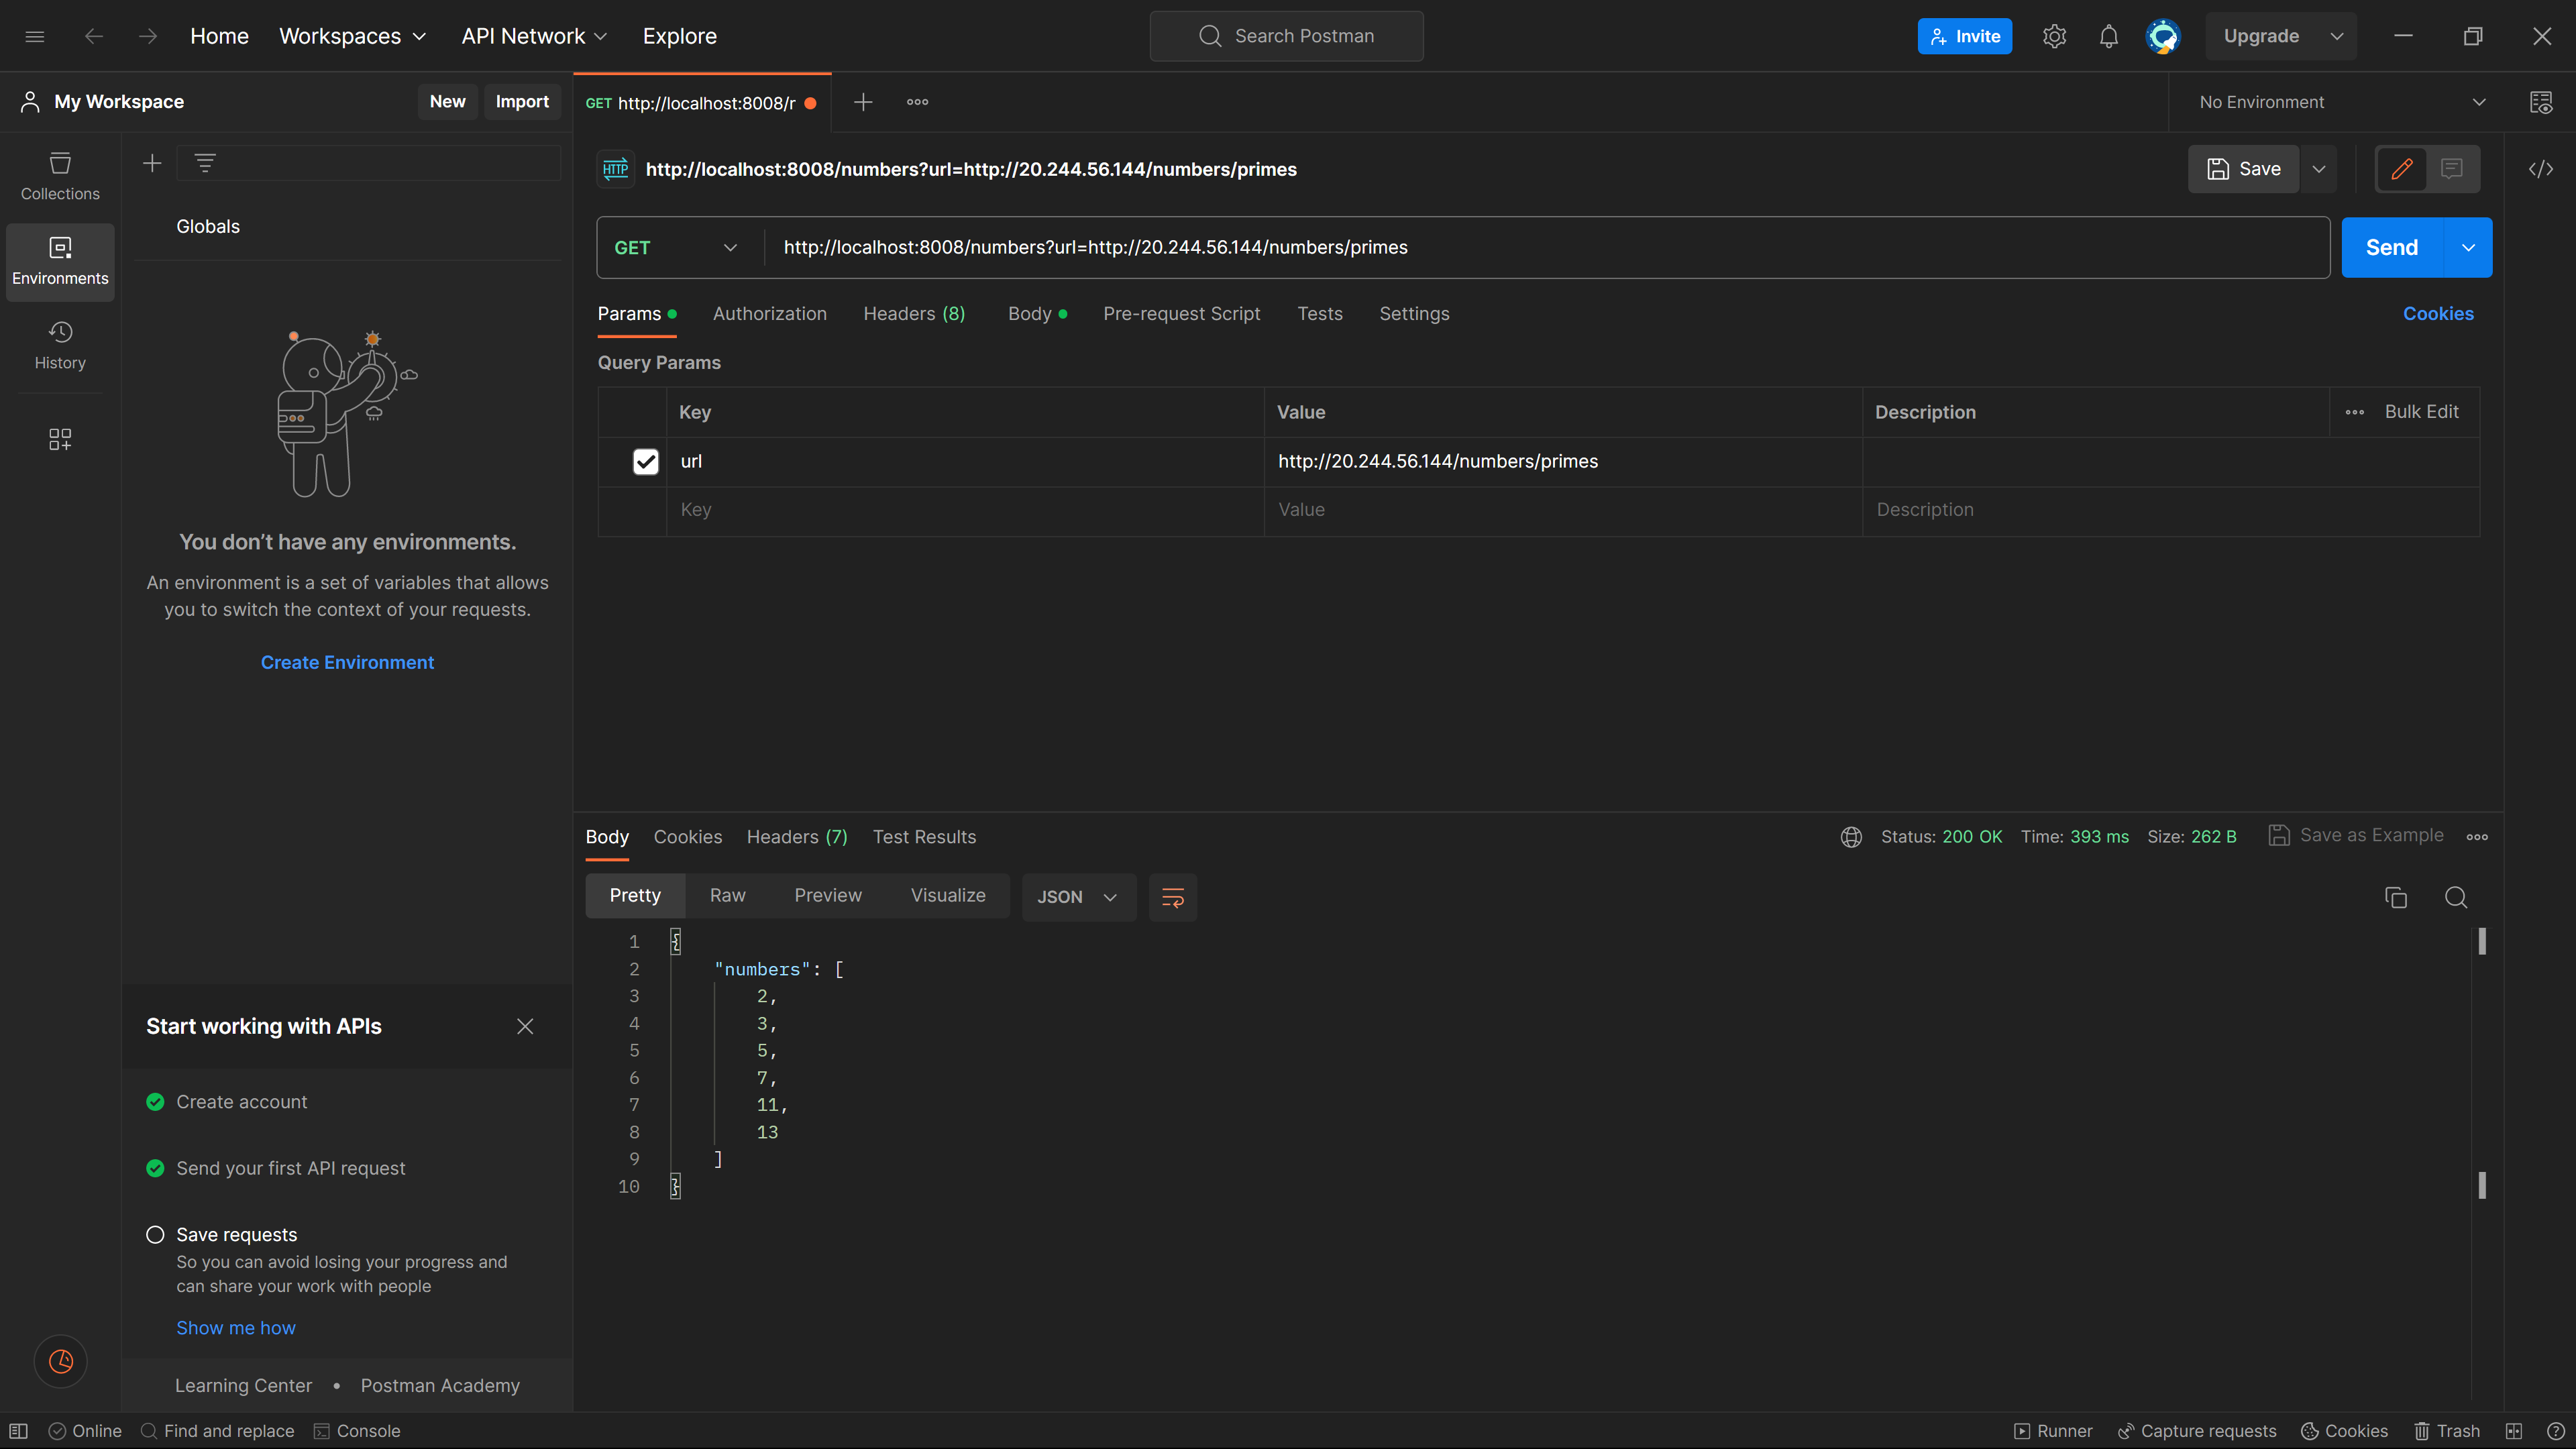 Home Workspaces API Network Explore Search Postman Invite Upgrade
My Workspace New Import GET http://localhost:8008/r No Environment
Collections
Environments
History
Globals
You don’t have any environments.
An environment is a set of variables that allows
you to switch the context of your requests.
Create Environment
Start working with APIs
Create account
Send your first API request
Save requests
So you can avoid losing your progress and
can share your work with people
Show me how
Learning Center • Postman Academy
HTTP http://localhost:8008/numbers?url=http://20.244.56.144/numbers/primes Save
GET http://localhost:8008/numbers?url=http://20.244.56.144/numbers/primes Send
Params Authorization Headers (8) Body Pre-request Script Tests Settings Cookies
Query Params
Key Value Description Bulk Edit
url http://20.244.56.144/numbers/primes
Key Value Description
Body Cookies Headers (7) Test Results Status: 200 OK Time: 393 ms Size: 262 B Save as Example
Pretty Raw Preview Visualize JSON
1 {
2 "numbers": [
3 2,
4 3,
5 5,
6 7,
7 11,
8 13
9 ]
10 }
Online Find and replace Console Runner Capture requests Cookies Trash